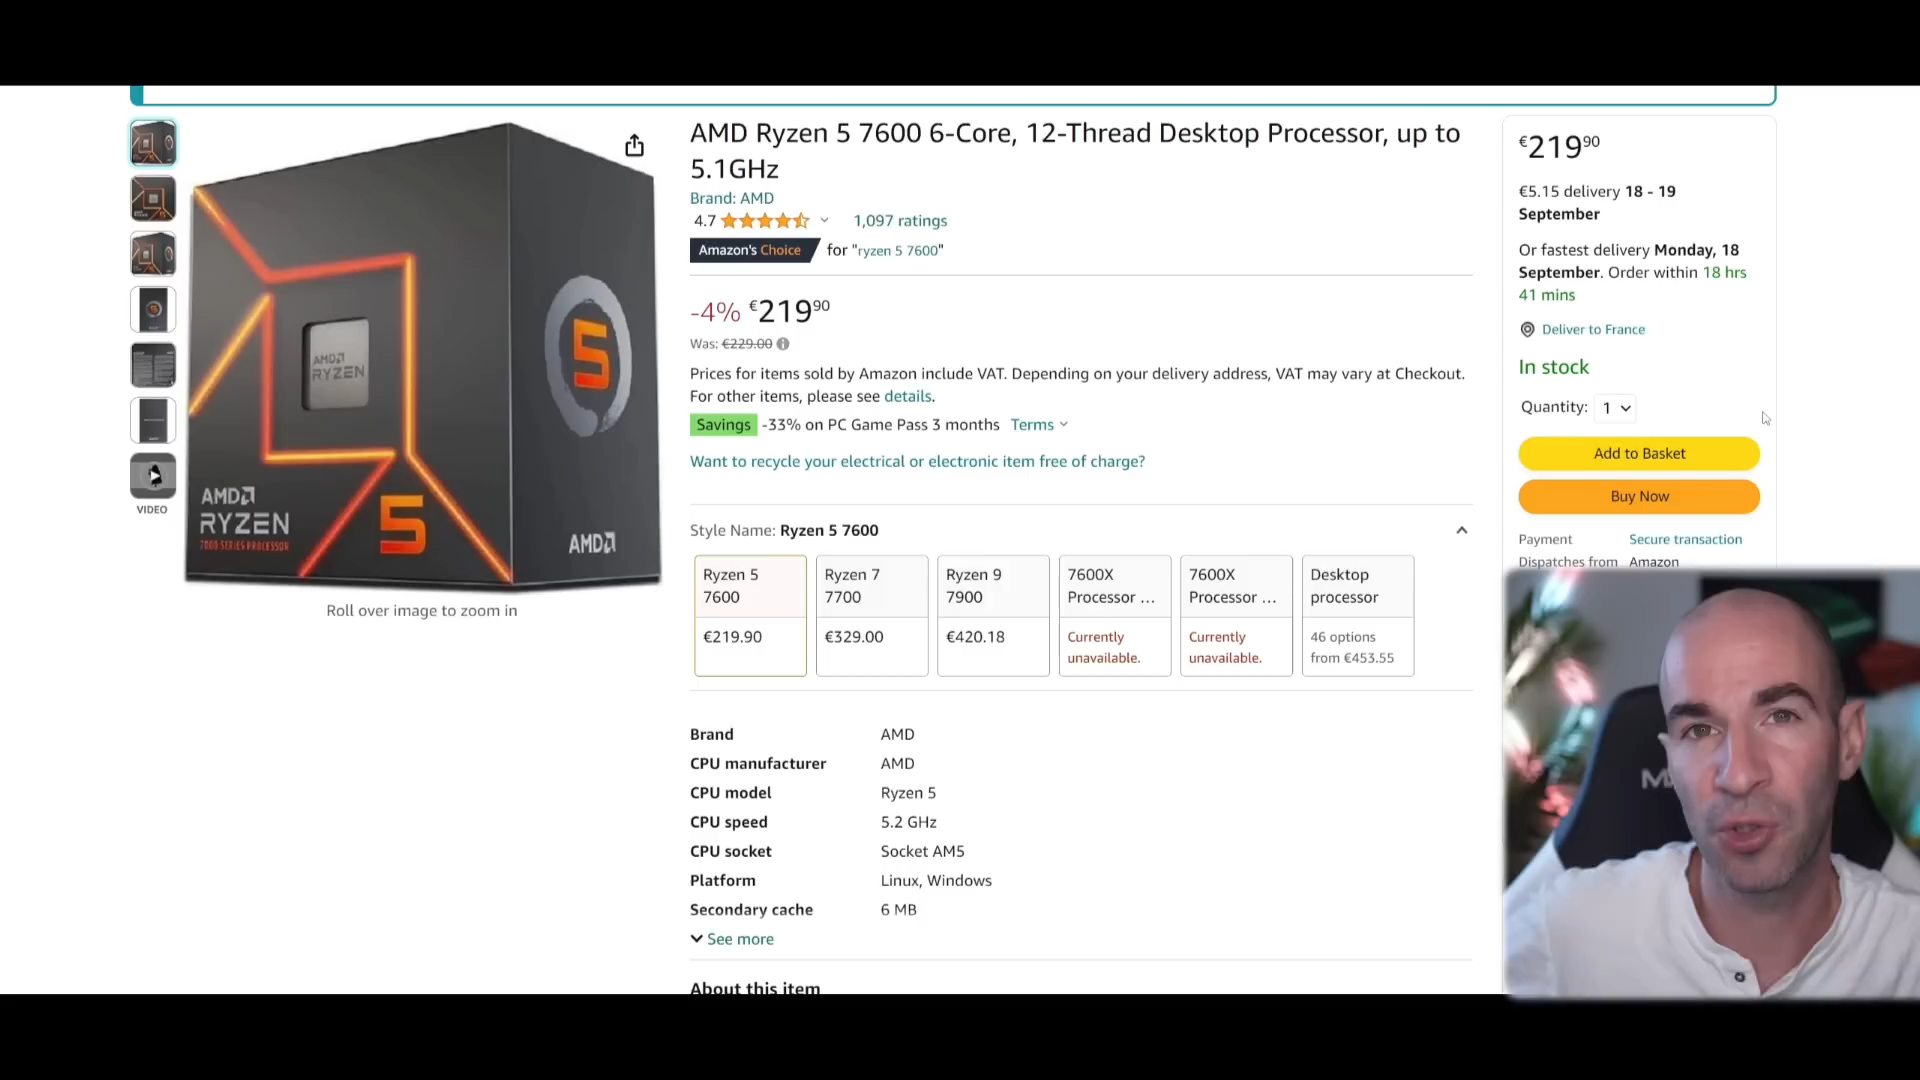 AMD Ryzen 5 7600 6-Core, 12-Thread Desktop Processor, up to
5.1GHz
Brand: AMD
4.7
1,097 ratings
Amazon's Choice
for "ryzen 5 7600"
-4% €219⁹⁰
Was: €229.00
Prices for items sold by Amazon include VAT. Depending on your delivery address, VAT may vary at Checkout.
For other items, please see details.
Savings -33% on PC Game Pass 3 months Terms
Want to recycle your electrical or electronic item free of charge?
Style Name: Ryzen 5 7600
Ryzen 5
7600
€219.90
Ryzen 7
7700
€329.00
Ryzen 9
7900
€420.18
7600X
Processor ...
Currently
unavailable.
7600X
Processor ...
Currently
unavailable.
Desktop
processor
46 options
from €453.55
Brand AMD
CPU manufacturer AMD
CPU model Ryzen 5
CPU speed 5.2 GHz
CPU socket Socket AM5
Platform Linux, Windows
Secondary cache 6 MB
See more
About this item
AMD
RYZEN
5
AMD
RYZEN
7000 SERIES PROCESSOR
5
AMD
VIDEO
Roll over image to zoom in
€219⁹⁰
€5.15 delivery 18 - 19
September
Or fastest delivery Monday, 18
September. Order within 18 hrs
41 mins
Deliver to France
In stock
Quantity: 1
Add to Basket
Buy Now
Payment Secure transaction
Dispatches from Amazon